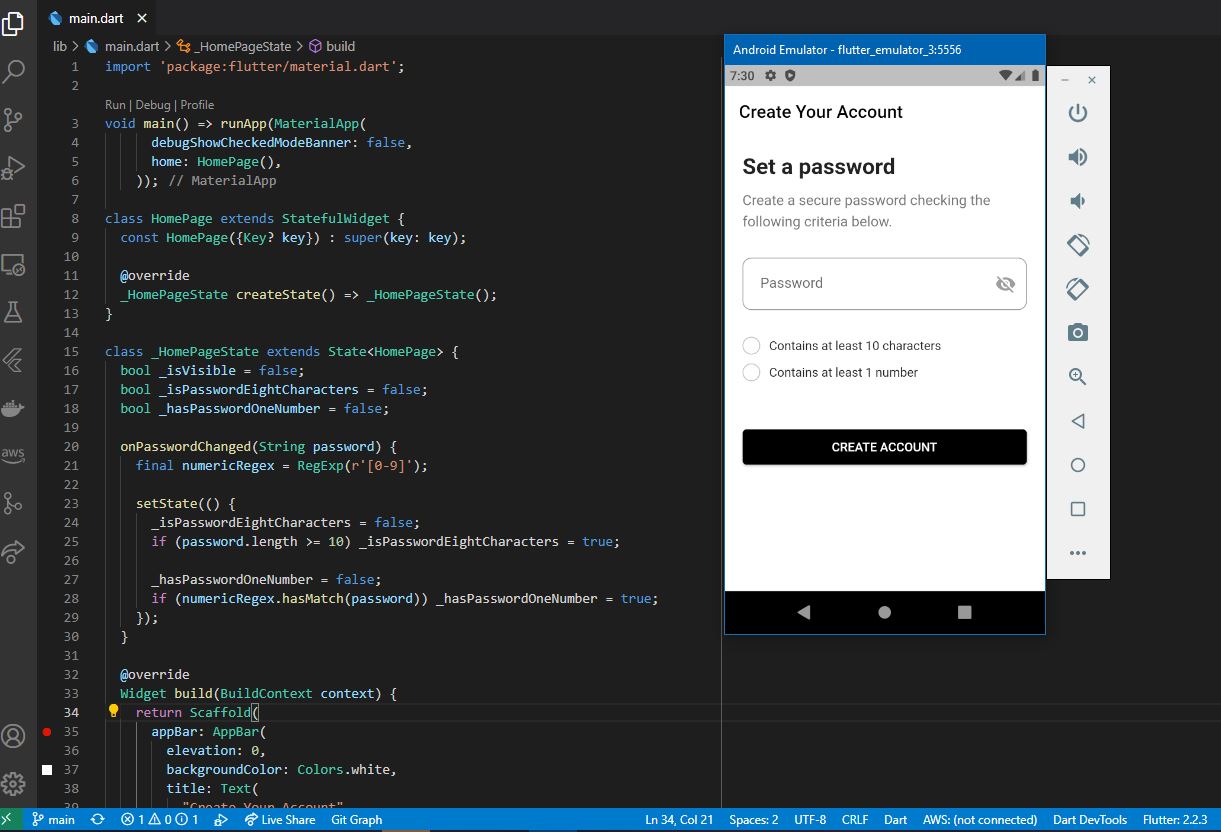 main.dart
lib > main.dart > _HomePageState > build
1 import 'package:flutter/material.dart';
2
Run | Debug | Profile
3 void main() => runApp(MaterialApp(
4 debugShowCheckedModeBanner: false,
5 home: HomePage(),
6 )); // MaterialApp
7
8 class HomePage extends StatefulWidget {
9 const HomePage({Key? key}) : super(key: key);
10
11 @override
12 _HomePageState createState() => _HomePageState();
13 }
14
15 class _HomePageState extends State<HomePage> {
16 bool _isVisible = false;
17 bool _isPasswordEightCharacters = false;
18 bool _hasPasswordOneNumber = false;
19
20 onPasswordChanged(String password) {
21 final numericRegex = RegExp(r'[0-9]');
22
23 setState(() {
24 _isPasswordEightCharacters = false;
25 if (password.length >= 10) _isPasswordEightCharacters = true;
26
27 _hasPasswordOneNumber = false;
28 if (numericRegex.hasMatch(password)) _hasPasswordOneNumber = true;
29 });
30 }
31
32 @override
33 Widget build(BuildContext context) {
34 return Scaffold(
35 appBar: AppBar(
36 elevation: 0,
37 backgroundColor: Colors.white,
38 title: Text(
39 "Create Your Account"
aws
Android Emulator - flutter_emulator_3:5556
7:30
Create Your Account
Set a password
Create a secure password checking the
following criteria below.
Password
Contains at least 10 characters
Contains at least 1 number
CREATE ACCOUNT
main 1 0 1 Live Share Git Graph Ln 34, Col 21 Spaces: 2 UTF-8 CRLF Dart AWS: (not connected) Dart DevTools Flutter: 2.2.3